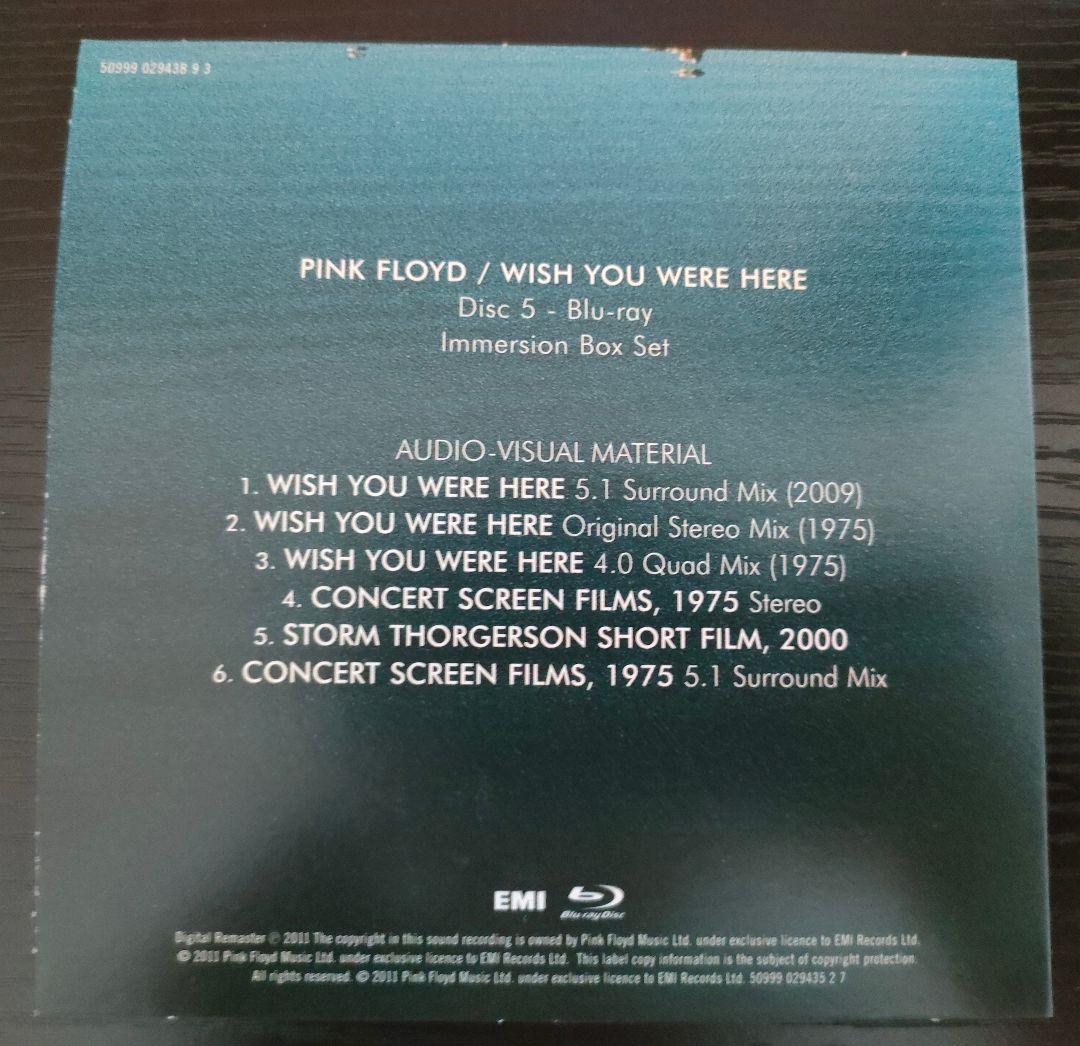 50999 029438 9 3
PINK FLOYD / WISH YOU WERE HERE
Disc 5 - Blu-ray
Immersion Box Set
AUDIO-VISUAL MATERIAL
1. WISH YOU WERE HERE 5.1 Surround Mix (2009)
2. WISH YOU WERE HERE Original Stereo Mix (1975)
3. WISH YOU WERE HERE 4.0 Quad Mix (1975)
4. CONCERT SCREEN FILMS, 1975 Stereo
5. STORM THORGERSON SHORT FILM, 2000
6. CONCERT SCREEN FILMS, 1975 5.1 Surround Mix
EMI Blu-ray Disc
Digital Remaster ℗ 2011 The copyright in this sound recording is owned by Pink Floyd Music Ltd. under exclusive licence to EMI Records Ltd.
© 2011 Pink Floyd Music Ltd. under exclusive licence to EMI Records Ltd. This label copy information is the subject of copyright protection.
All rights reserved. © 2011 Pink Floyd Music Ltd. under exclusive licence to EMI Records Ltd. 50999 029435 2 7